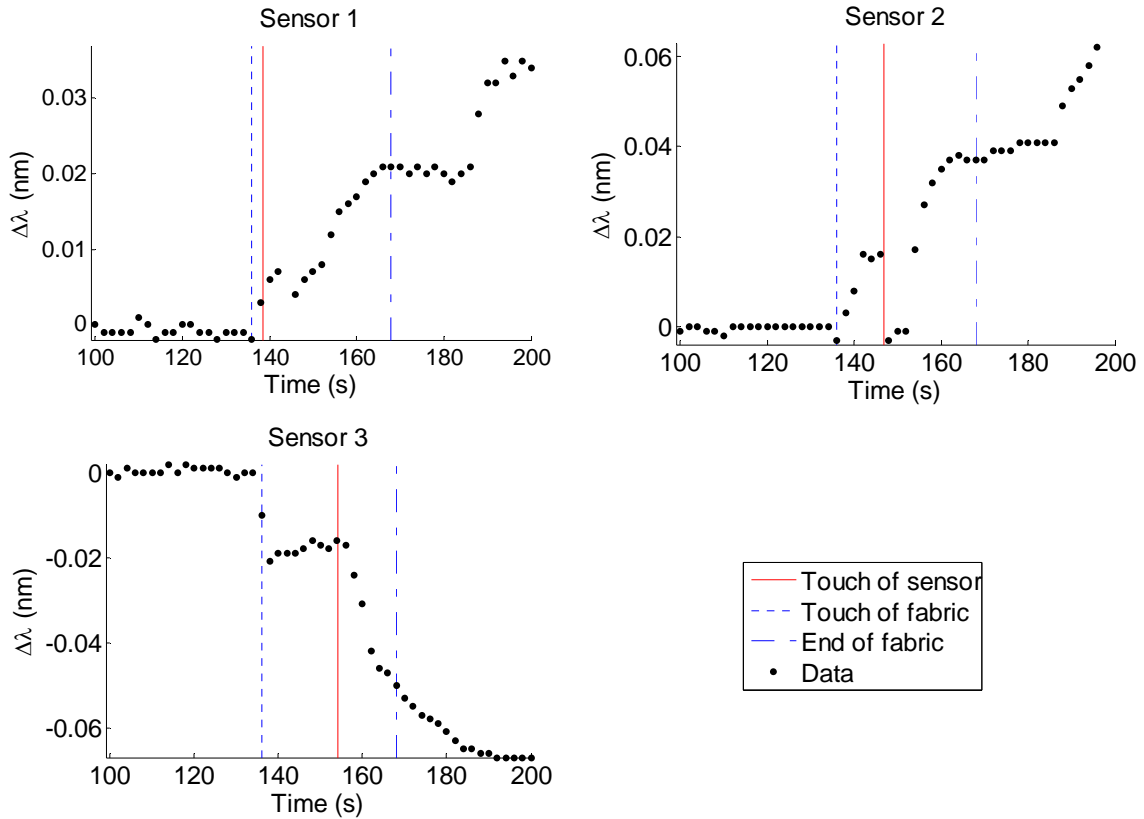 Sensor 1
Δλ (nm)
0.03
0.02
0.01
0
100 120 140 160 180 200
Time (s)
Sensor 2
Δλ (nm)
0.06
0.04
0.02
0
100 120 140 160 180 200
Time (s)
Sensor 3
Δλ (nm)
0
-0.02
-0.04
-0.06
100 120 140 160 180 200
Time (s)
Touch of sensor
Touch of fabric
End of fabric
Data